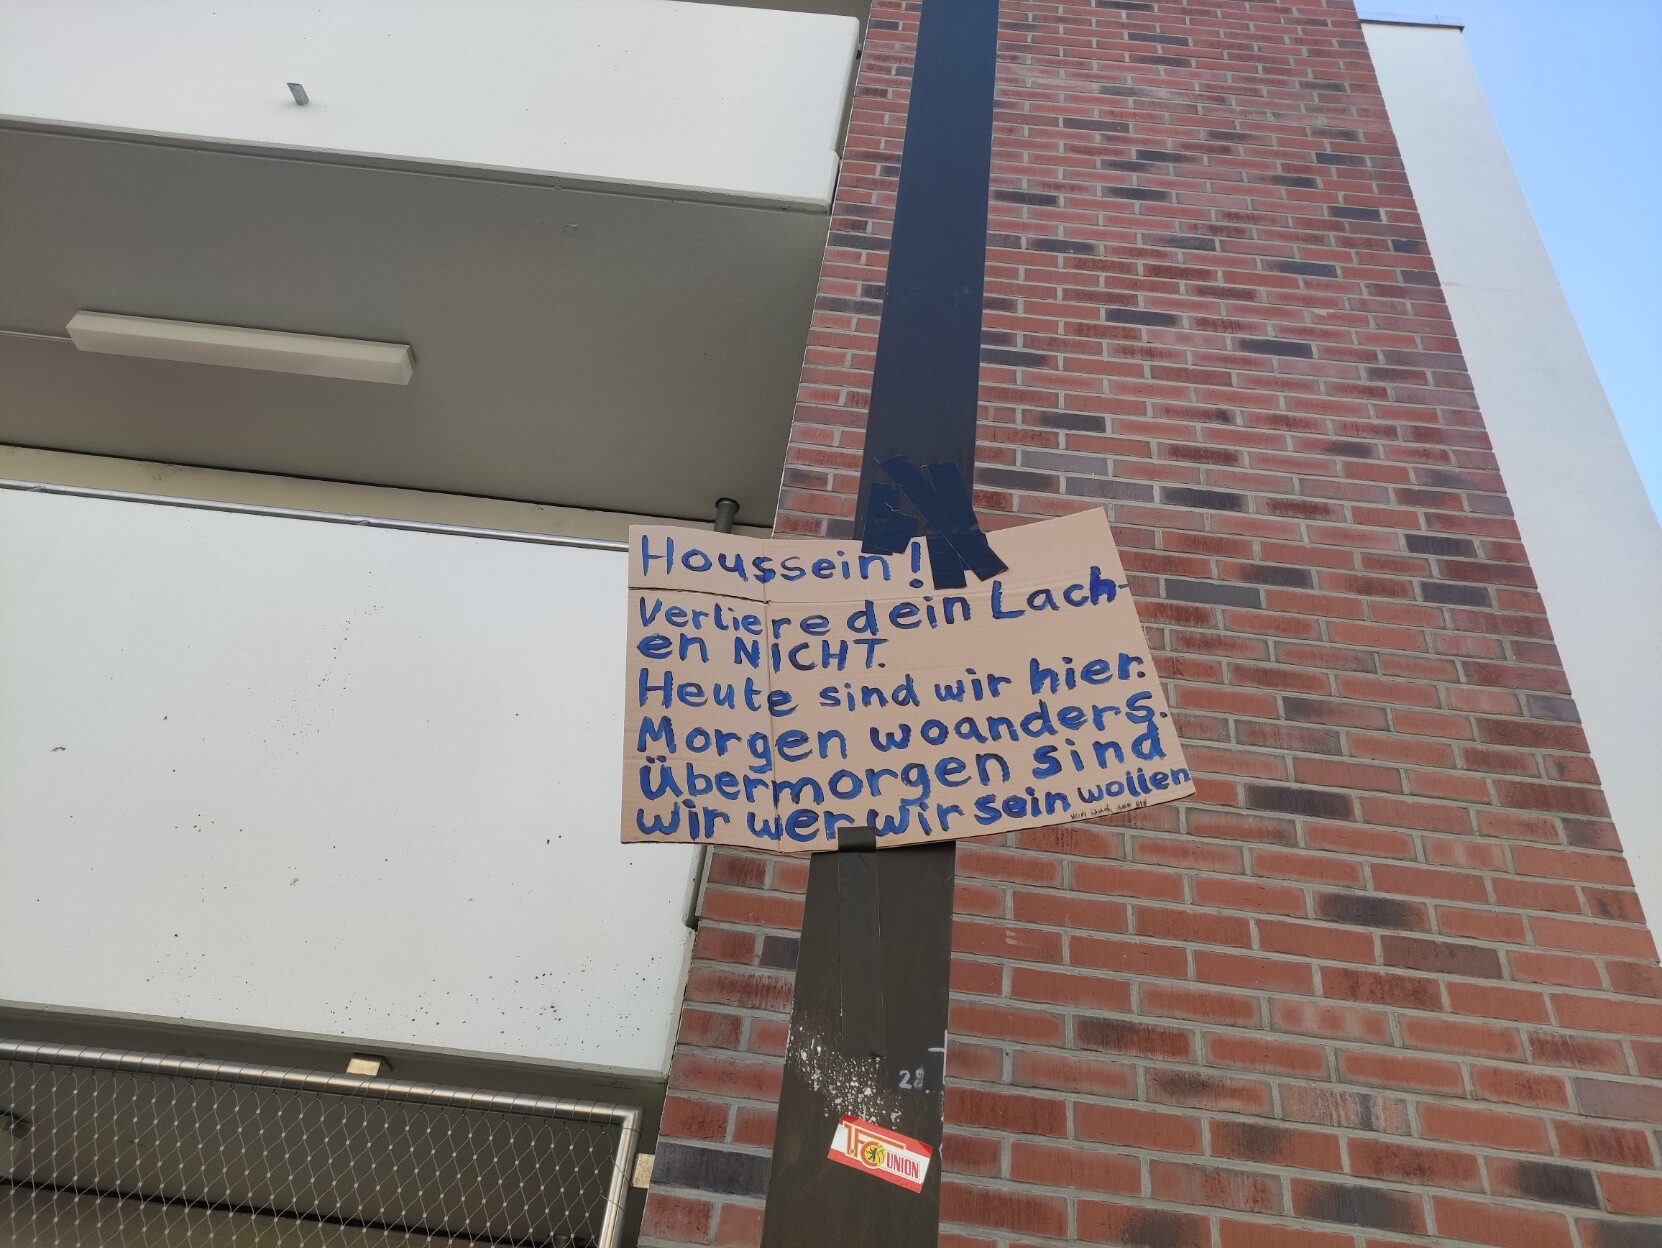 Houssein!
Verliere dein Lach-
en NICHT.
Heute sind wir hier.
Morgen woanders.
Übermorgen sind
wir wer wir sein wollen
28.
1. FC UNION